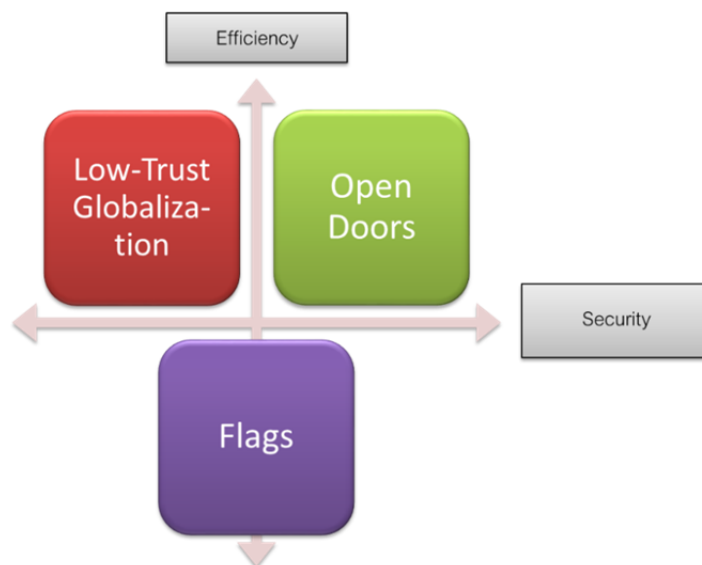 Efficiency
Low-Trust
Globaliza-
tion
Open
Doors
Security
Flags